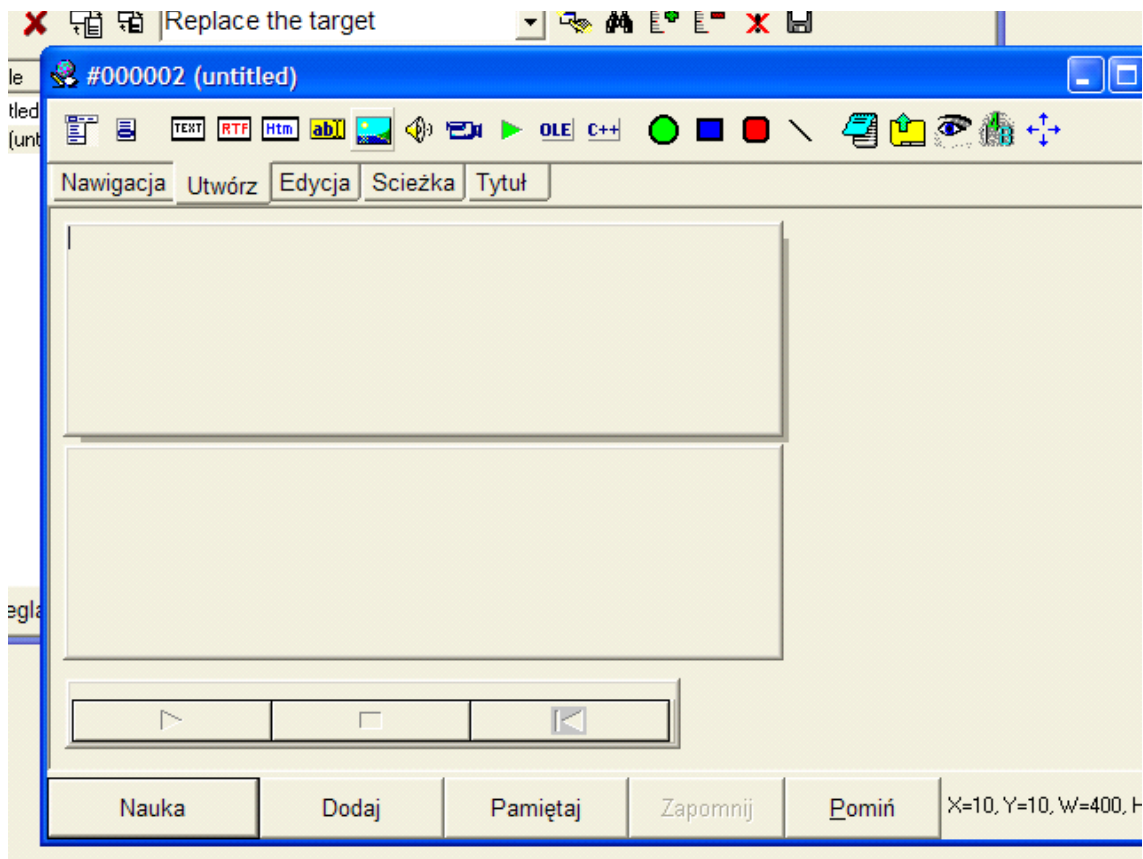 Replace the target
le
#000002 (untitled)
tled
(unt
TEXT RTF Htm abI OLE C++
Nawigacja Utwórz Edycja Scieżka Tytuł
egla
Nauka Dodaj Pamiętaj Zapomnij Pomiń X=10, Y=10, W=400, H